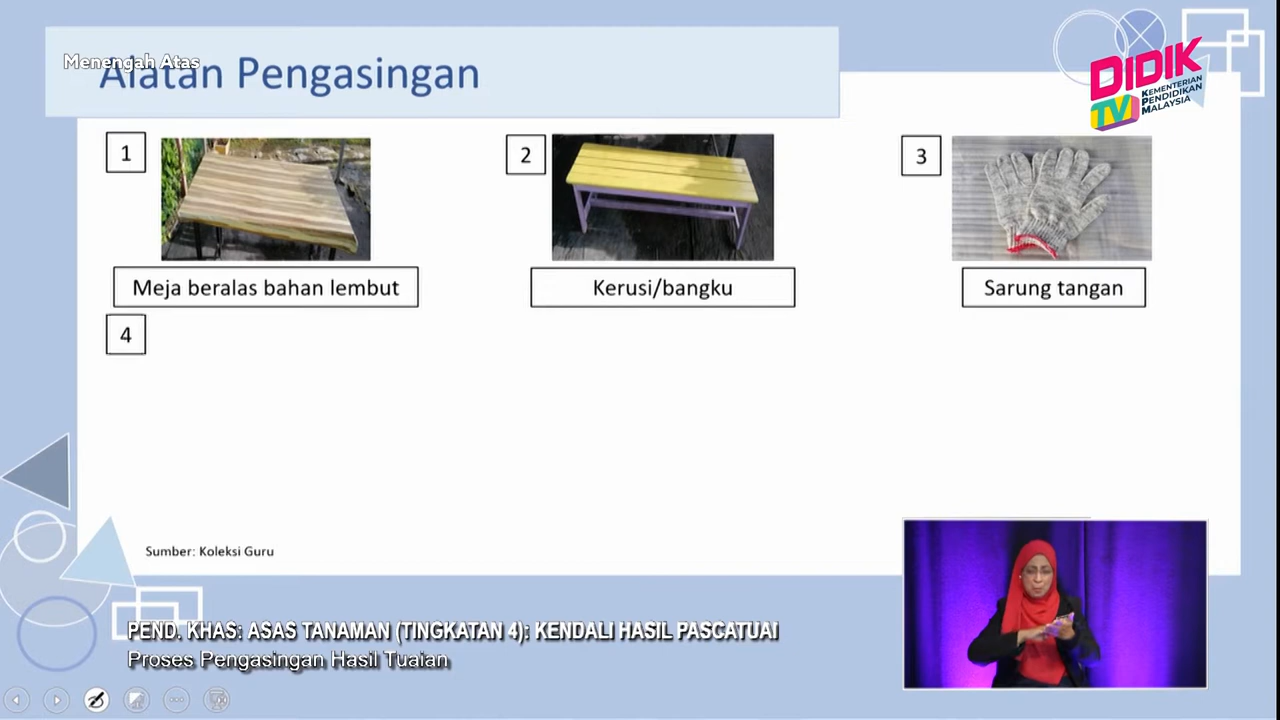 Menengah Atas
Alatan Pengasingan
DIDIK
TV
KEMENTERIAN
PENDIDIKAN
MALAYSIA
1
2
3
Meja beralas bahan lembut
Kerusi/bangku
Sarung tangan
4
Sumber: Koleksi Guru
PEND. KHAS: ASAS TANAMAN (TINGKATAN 4): KENDALI HASIL PASCATUAI
Proses Pengasingan Hasil Tuaian